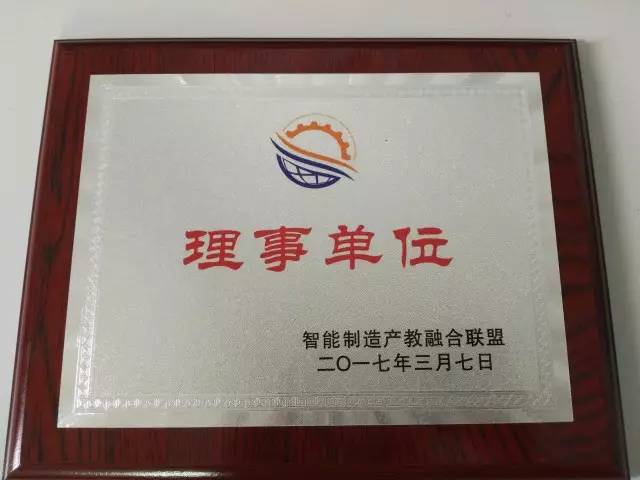 理事单位
智能制造产教融合联盟
二〇一七年三月七日